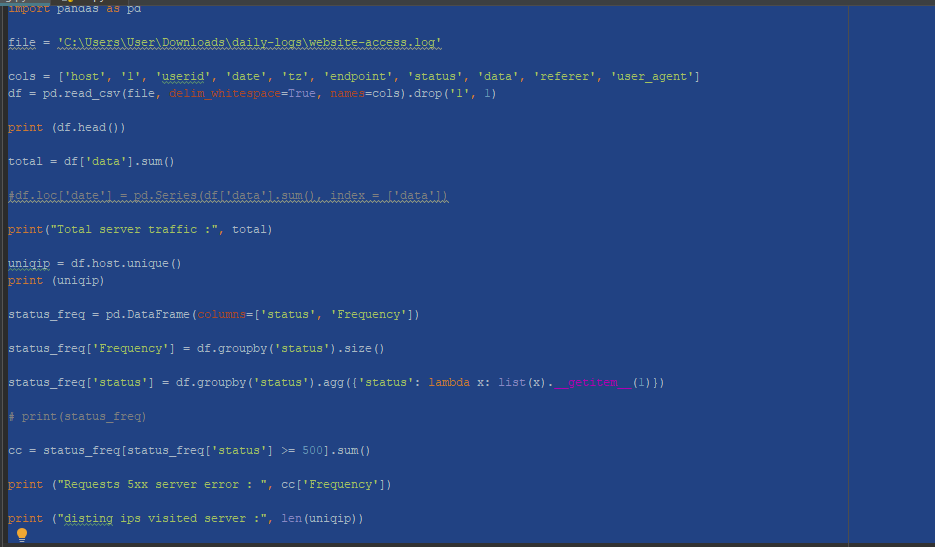 import pandas as pd
file = 'C:\Users\User\Downloads\daily-logs\website-access.log'
cols = ['host', '1', 'userid', 'date', 'tz', 'endpoint', 'status', 'data', 'referer', 'user_agent']
df = pd.read_csv(file, delim_whitespace=True, names=cols).drop('1', 1)
print (df.head())
total = df['data'].sum()
#df.loc['date'] = pd.Series(df['data'].sum(), index = ['data'])
print("Total server traffic :", total)
uniqip = df.host.unique()
print (uniqip)
status_freq = pd.DataFrame(columns=['status', 'Frequency'])
status_freq['Frequency'] = df.groupby('status').size()
status_freq['status'] = df.groupby('status').agg({'status': lambda x: list(x).__getitem__(1)})
# print(status_freq)
cc = status_freq[status_freq['status'] >= 500].sum()
print ("Requests 5xx server error : ", cc['Frequency'])
print ("disting ips visited server :", len(uniqip))